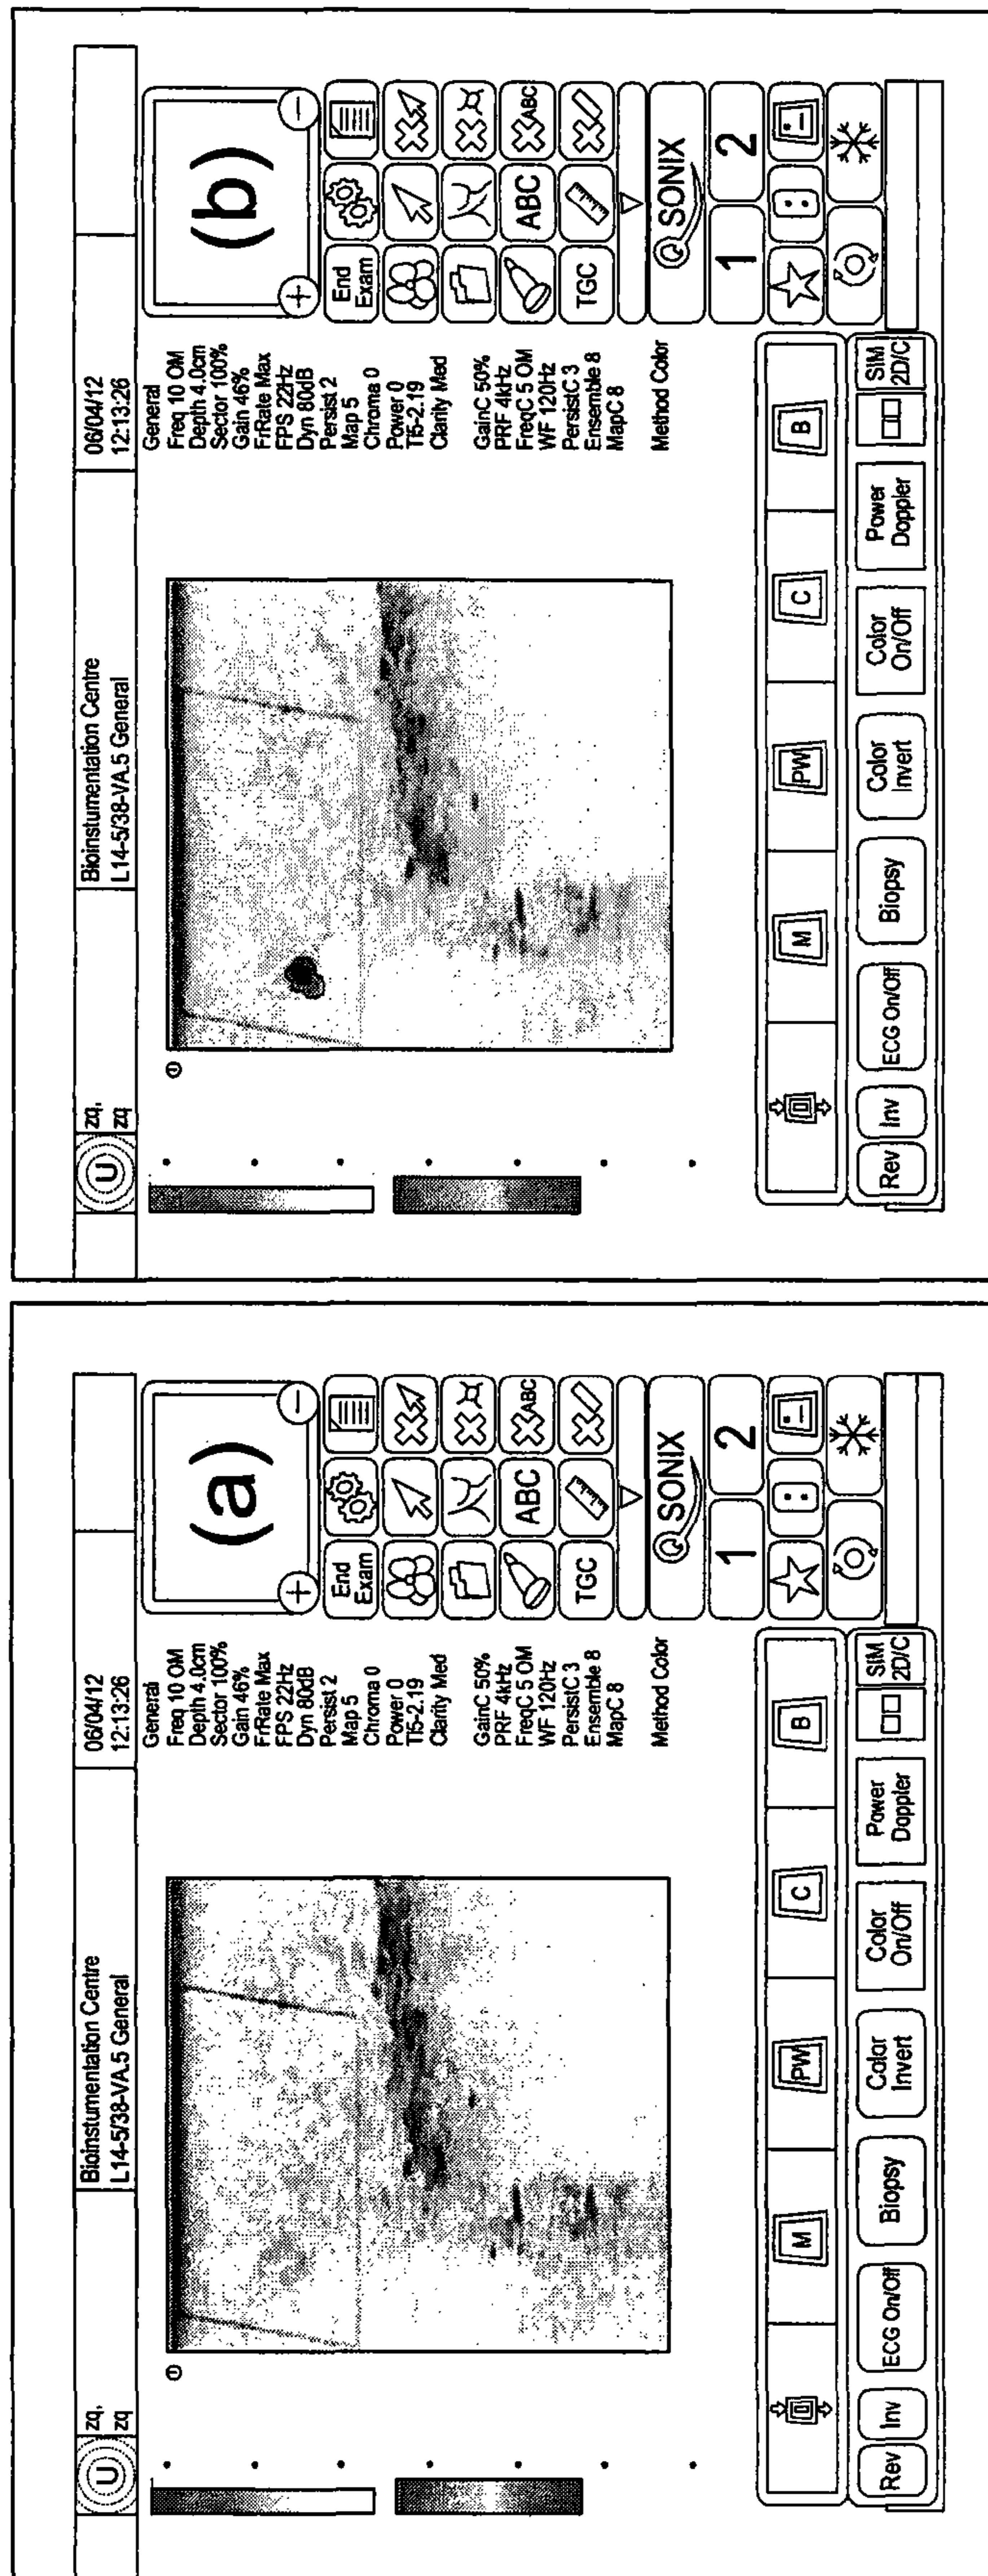 zq,
zq
Bioinstumentation Centre
L14-5/38-VA.5 General
06/04/12
12:13:26
U
(a)
General
Freq 10 OM
Depth 4.0cm
Sector 100%
Gain 46%
FrRate Max
FPS 22Hz
Dyn 80dB
Persist 2
Map 5
Chroma 0
Power 0
TI5-2.19
Clarity Med
GainC 50%
PRF 4kHz
FreqC 5 OM
WF 120Hz
PersistC 3
Ensemble 8
MapC 8
Method Color
End
Exam
ABC
ABC
TGC
SONIX
1 2
M PW C B
Rev Inv ECG On/Off Biopsy Color Invert Color On/Off Power Doppler SIM 2D/C
zq,
zq
Bioinstumentation Centre
L14-5/38-VA.5 General
06/04/12
12:13:26
U
(b)
General
Freq 10 OM
Depth 4.0cm
Sector 100%
Gain 46%
FrRate Max
FPS 22Hz
Dyn 80dB
Persist 2
Map 5
Chroma 0
Power 0
TI5-2.19
Clarity Med
GainC 50%
PRF 4kHz
FreqC 5 OM
WF 120Hz
PersistC 3
Ensemble 8
MapC 8
Method Color
End
Exam
ABC
ABC
TGC
SONIX
1 2
M PW C B
Rev Inv ECG On/Off Biopsy Color Invert Color On/Off Power Doppler SIM 2D/C